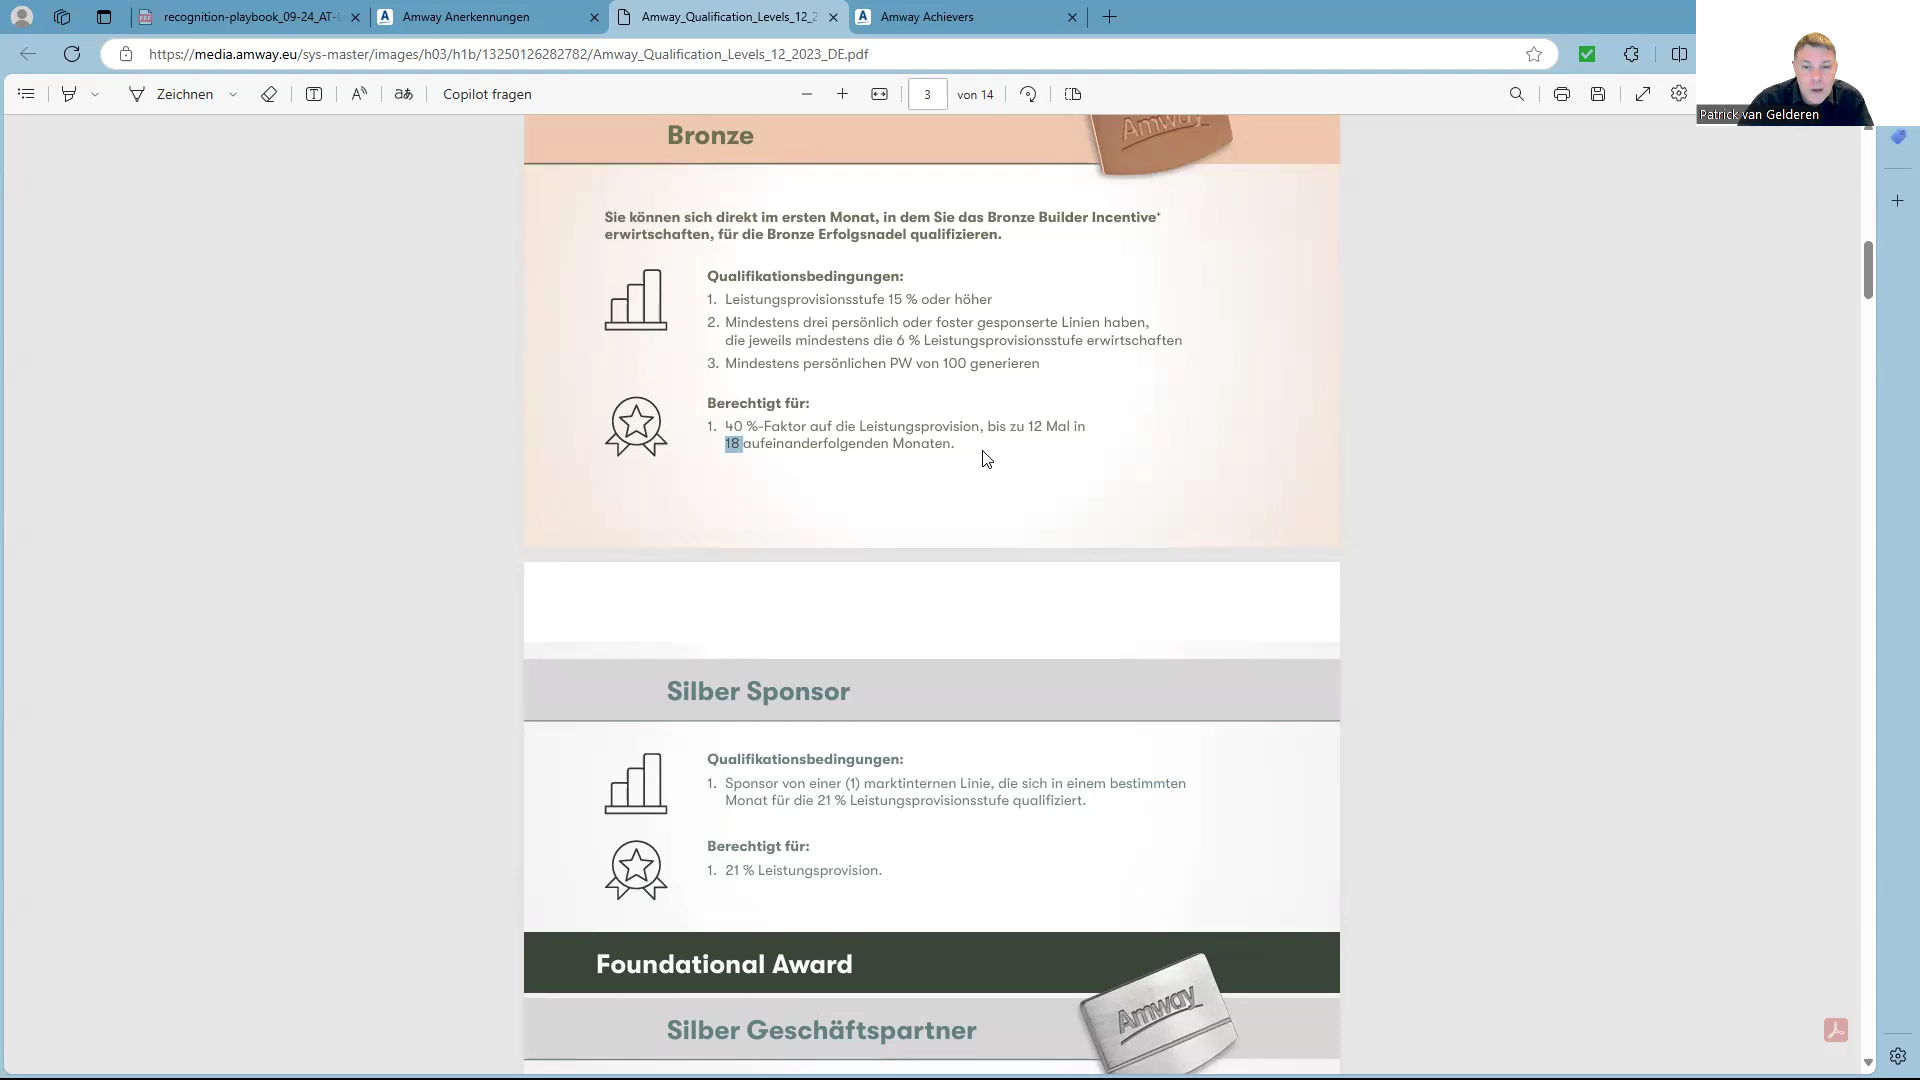 recognition-playbook_09-24_AT-
Amway Anerkennungen
Amway_Qualification_Levels_12_2
Amway Achievers
https://media.amway.eu/sys-master/images/h03/h1b/13250126282782/Amway_Qualification_Levels_12_2023_DE.pdf
Zeichnen
Copilot fragen
3 von 14
Patrick van Gelderen
Bronze
Amway
Sie können sich direkt im ersten Monat, in dem Sie das Bronze Builder Incentive+
erwirtschaften, für die Bronze Erfolgsnadel qualifizieren.
Qualifikationsbedingungen:
1. Leistungsprovisionsstufe 15 % oder höher
2. Mindestens drei persönlich oder foster gesponserte Linien haben,
die jeweils mindestens die 6 % Leistungsprovisionsstufe erwirtschaften
3. Mindestens persönlichen PW von 100 generieren
Berechtigt für:
1. 40 %-Faktor auf die Leistungsprovision, bis zu 12 Mal in
18 aufeinanderfolgenden Monaten.
Silber Sponsor
Qualifikationsbedingungen:
1. Sponsor von einer (1) marktinternen Linie, die sich in einem bestimmten
Monat für die 21 % Leistungsprovisionsstufe qualifiziert.
Berechtigt für:
1. 21 % Leistungsprovision.
Foundational Award
Silber Geschäftspartner
Amway